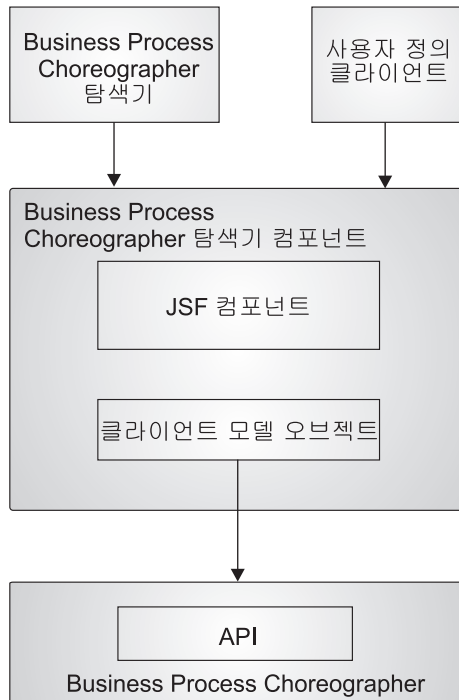 Business Process
Choreographer
탐색기
사용자 정의
클라이언트
Business Process
Choreographer 탐색기 컴포넌트
JSF 컴포넌트
클라이언트 모델 오브젝트
API
Business Process Choreographer